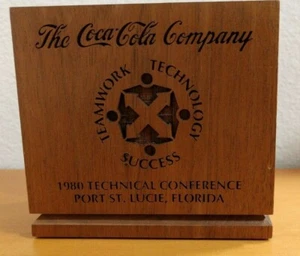 The Coca-Cola Company
TEAMWORK TECHNOLOGY
SUCCESS
1980 TECHNICAL CONFERENCE
PORT ST. LUCIE, FLORIDA